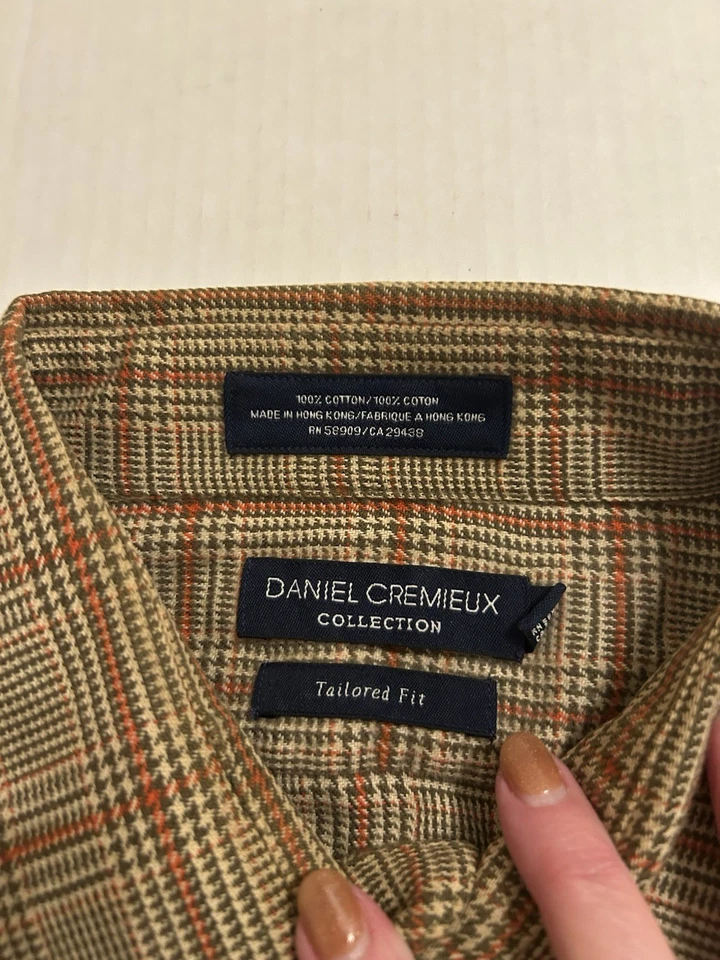 100% COTTON/100% COTON
MADE IN HONG KONG/FABRIQUE A HONG KONG
RN 58909/CA 29438
DANIEL CREMIEUX
COLLECTION
Tailored Fit